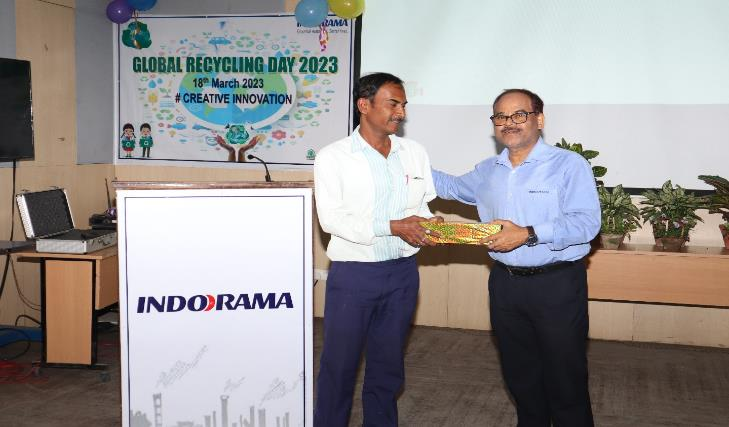 INDORAMA
GLOBAL RECYCLING DAY 2023
18th March 2023
# CREATIVE INNOVATION
INDORAMA